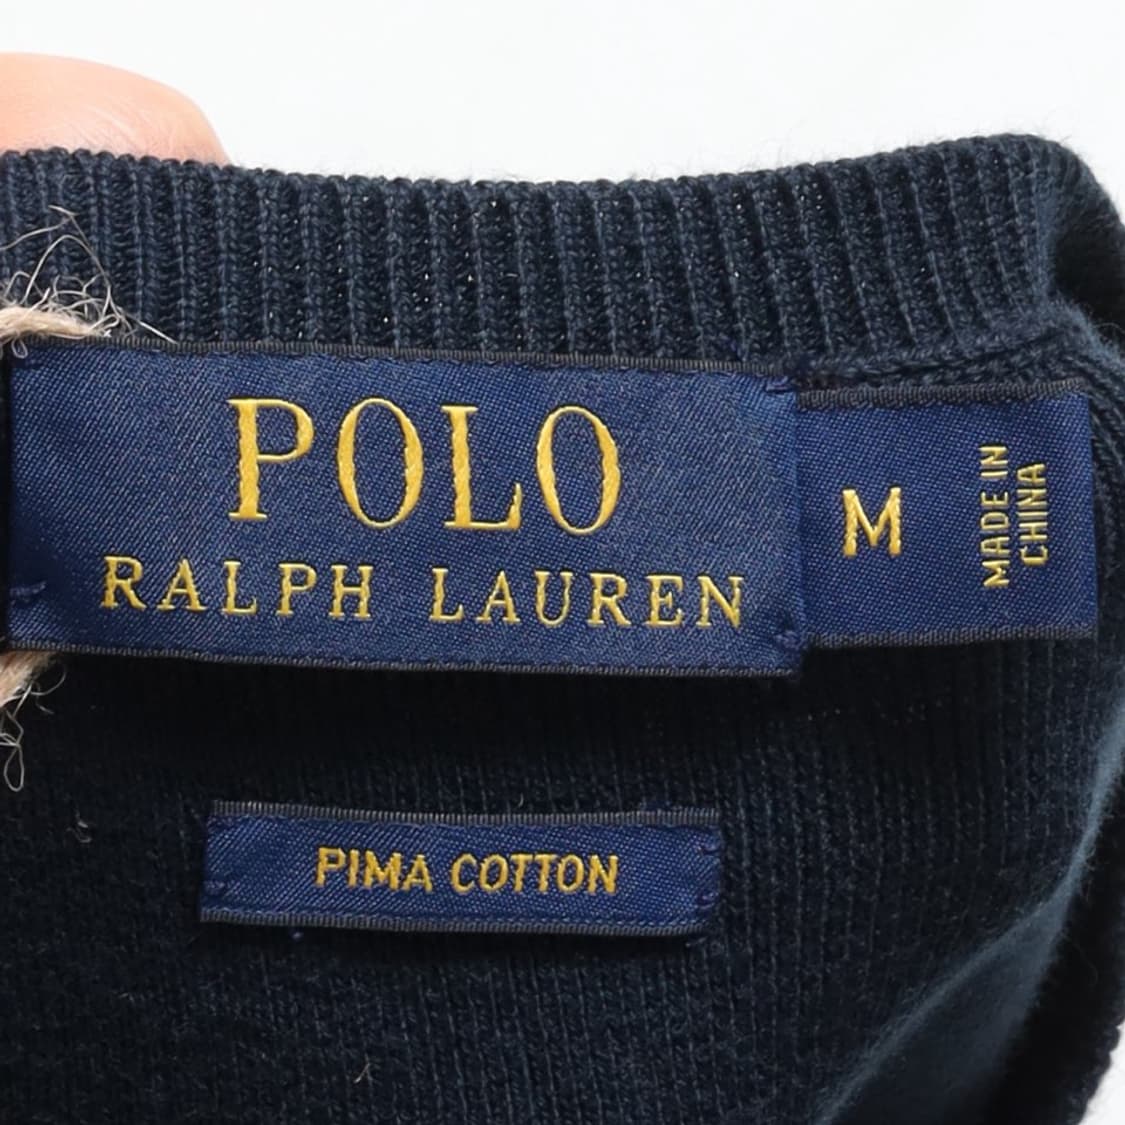 POLO
RALPH LAUREN
M
MADE IN
CHINA
PIMA COTTON